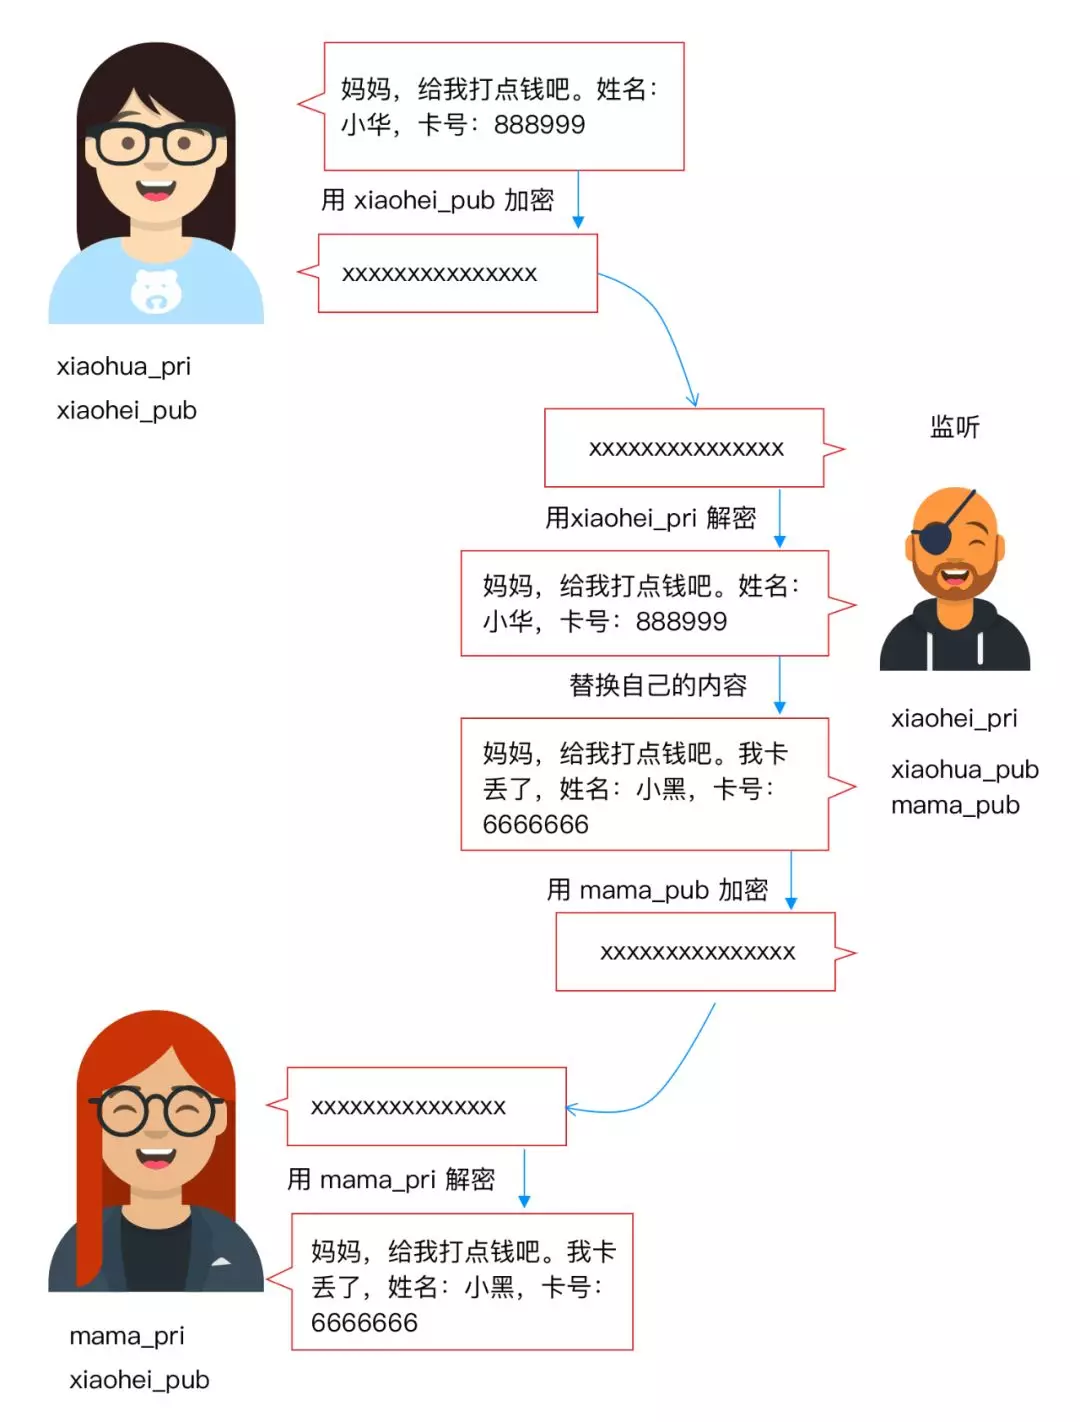 妈妈，给我打点钱吧。姓名：
小华，卡号：888999
用 xiaohei_pub 加密
xxxxxxxxxxxxxxx
xiaohua_pri
xiaohei_pub
监听
xxxxxxxxxxxxxxx
用xiaohei_pri 解密
妈妈，给我打点钱吧。姓名：
小华，卡号：888999
替换自己的内容
xiaohei_pri
妈妈，给我打点钱吧。我卡
丢了，姓名：小黑，卡号：
6666666
xiaohua_pub
mama_pub
用 mama_pub 加密
xxxxxxxxxxxxxxx
xxxxxxxxxxxxxxx
用 mama_pri 解密
妈妈，给我打点钱吧。我卡
丢了，姓名：小黑，卡号：
6666666
mama_pri
xiaohei_pub